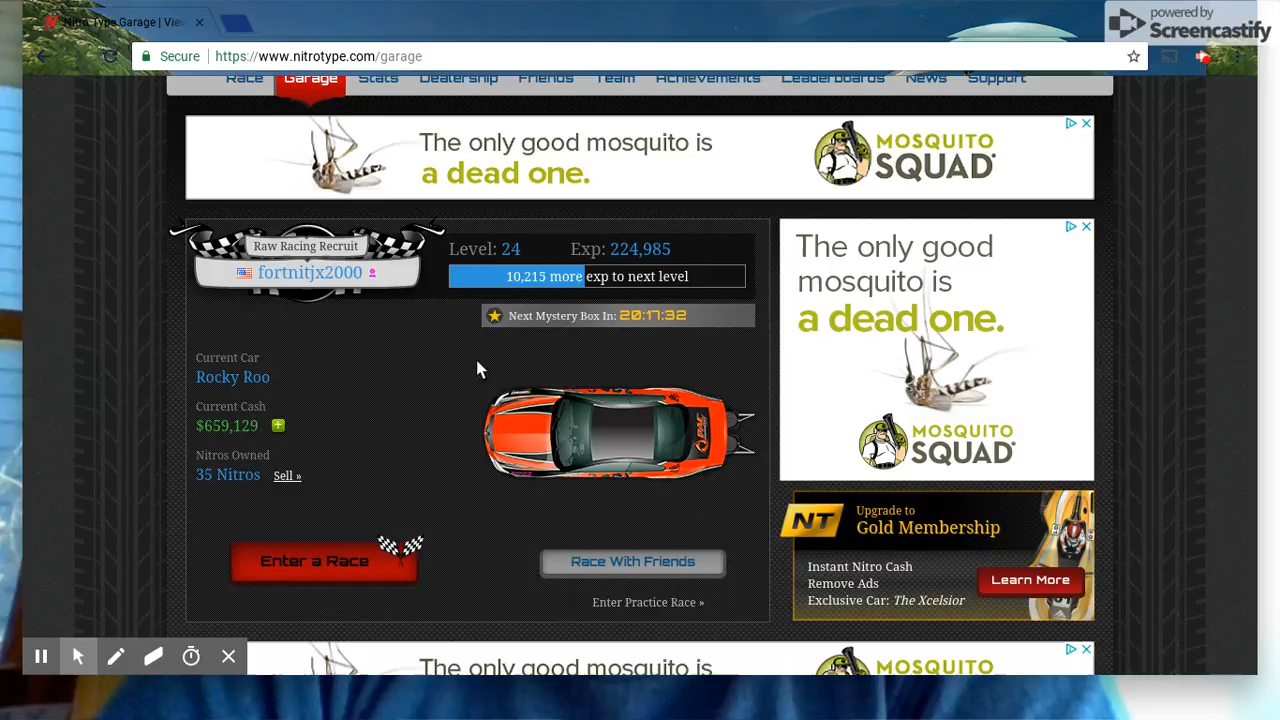 powered by
Screencastify
Nitro Type Garage | View
Secure
https://www.nitrotype.com/garage
Race Garage Stats Dealership Friends Team Achievements Leaderboards News Support
The only good mosquito is
a dead one.
MOSQUITO
SQUAD
Raw Racing Recruit
fortnitjx2000
Level: 24 Exp: 224,985
10,215 more exp to next level
Next Mystery Box In: 20:17:32
Current Car
Rocky Roo
Current Cash
$659,129
Nitros Owned
35 Nitros Sell »
Enter a Race
Race With Friends
Enter Practice Race »
The only good
mosquito is
a dead one.
MOSQUITO
SQUAD
NT
Upgrade to
Gold Membership
Instant Nitro Cash
Remove Ads
Exclusive Car: The Xcelsior
Learn More
The only good mosquito is
MOSQUITO